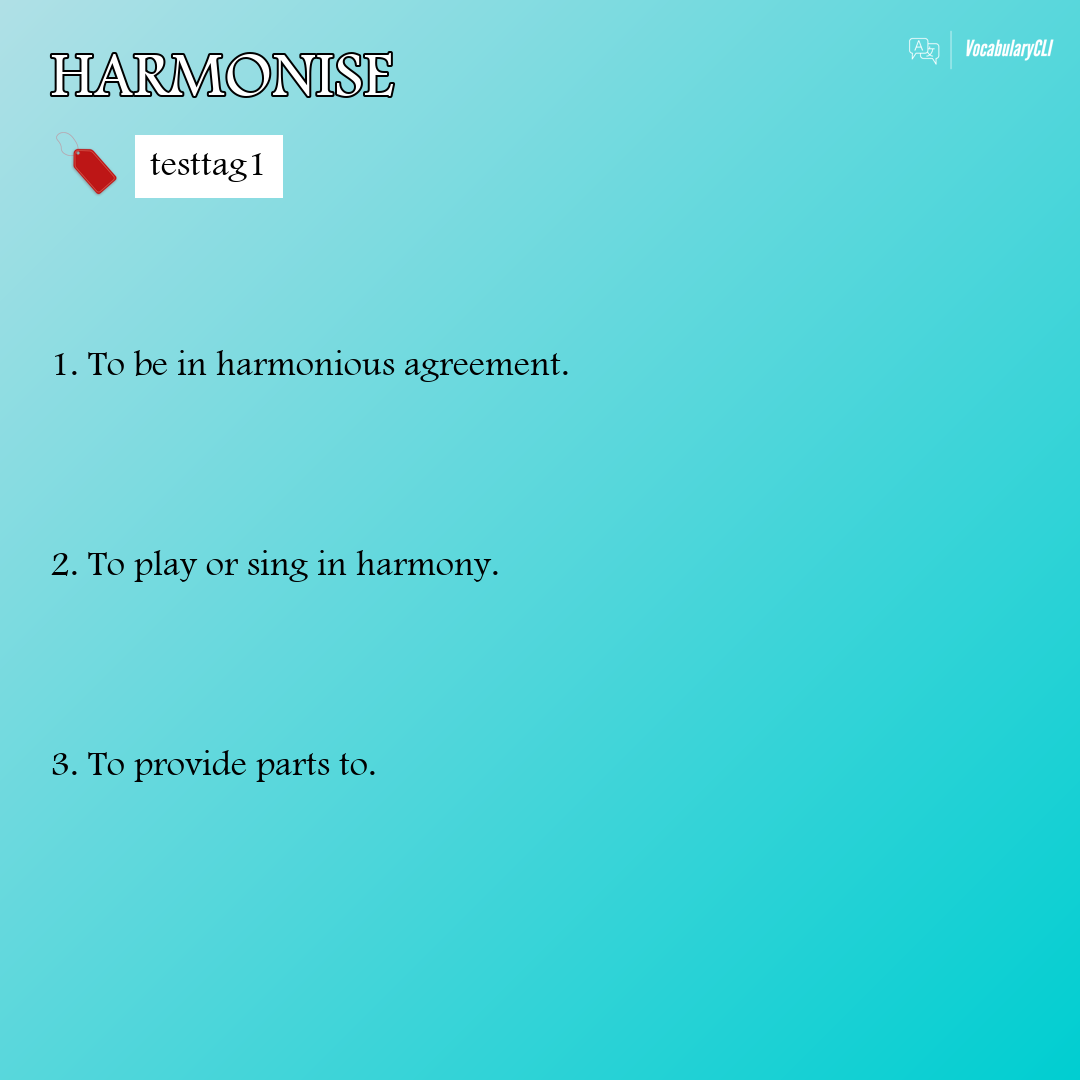 HARMONISE
VocabularyCLI
testtag1
1. To be in harmonious agreement.
2. To play or sing in harmony.
3. To provide parts to.